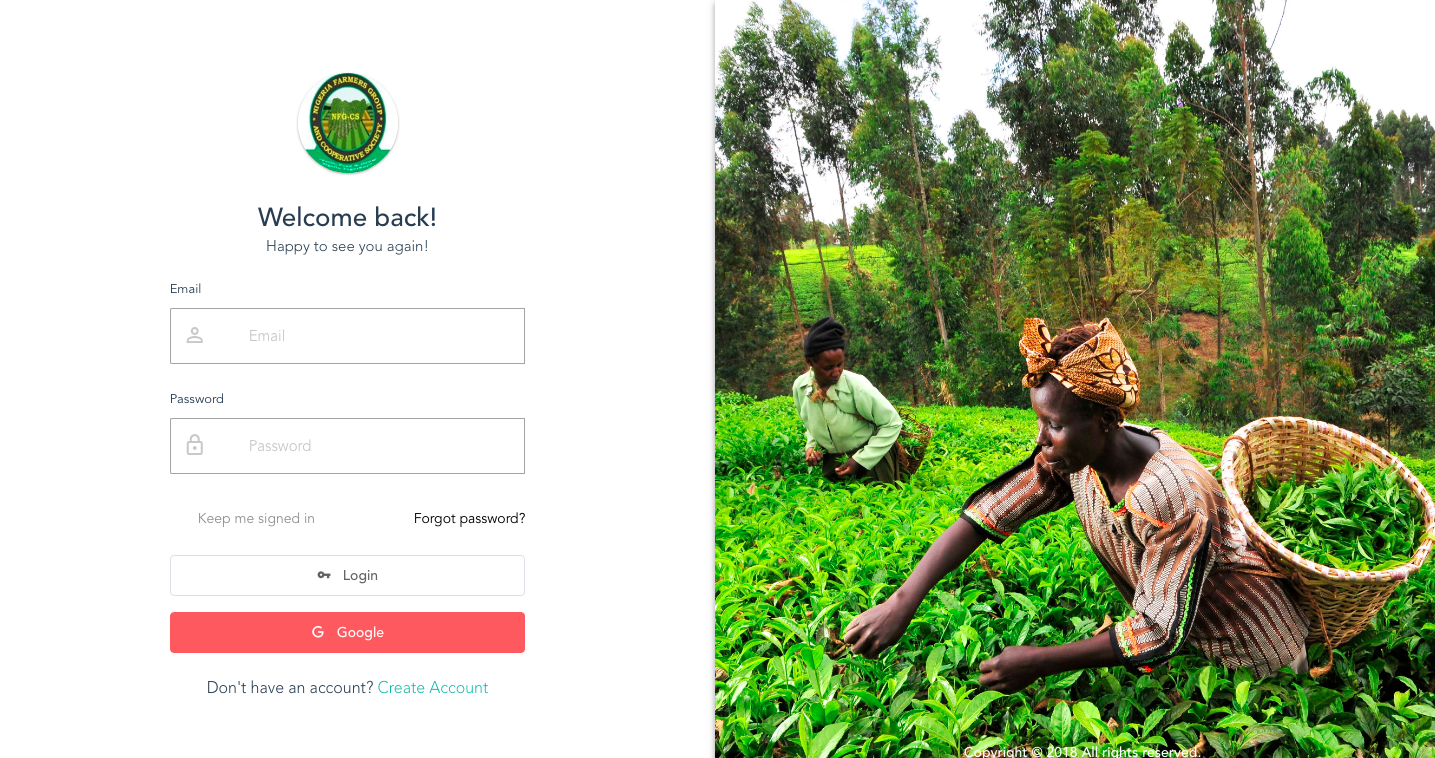 NIGERIA FARMERS GROUP
NFG-CS
AND COOPERATIVE SOCIETY
Welcome back!
Happy to see you again!
Email
Email
Password
Password
Keep me signed in
Forgot password?
Login
G Google
Don't have an account? Create Account
Copyright © 2018 All rights reserved.